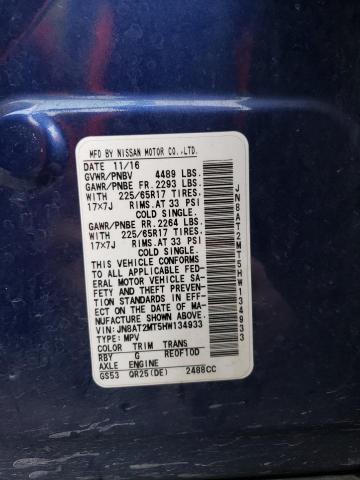 MFD BY NISSAN MOTOR CO.,LTD.
DATE 11/16
GVWR/PNBV 4489 LBS.
GAWR/PNBE FR. 2293 LBS.
WITH 225/65R17 TIRES.
17×7J RIMS.AT 33 PSI
COLD SINGLE.
GAWR/PNBE RR. 2264 LBS.
WITH 225/65R17 TIRES.
17×7J RIMS.AT 33 PSI
COLD SINGLE.
THIS VEHICLE CONFORMS
TO ALL APPLICABLE FED-
ERAL MOTOR VEHICLE SA-
FETY AND THEFT PREVEN-
TION STANDARDS IN EFF-
ECT ON THE DATE OF MA-
NUFACTURE SHOWN ABOVE.
VIN: JN8AT2MT5HW134933
TYPE: MPV
COLOR TRIM TRANS
RBY G RE0F10D
AXLE ENGINE
GS53 QR25(DE) 2488CC
JN8AT2MT5HW134933